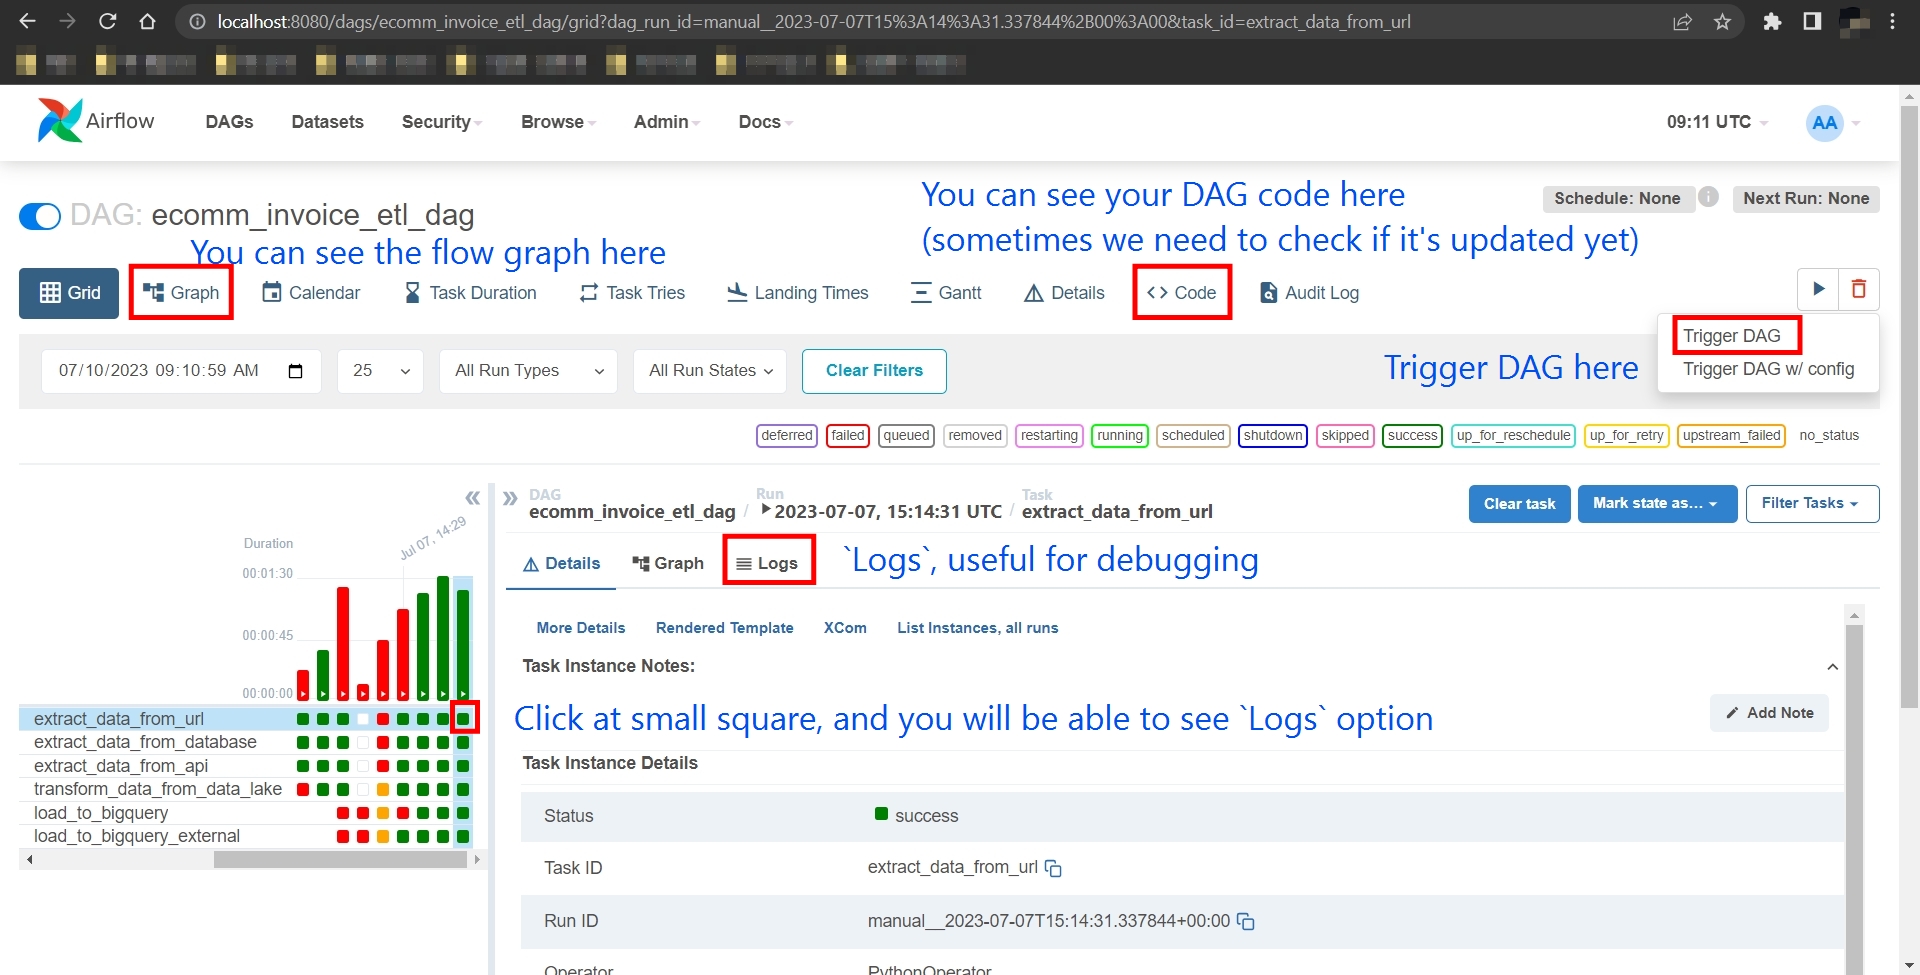 localhost:8080/dags/ecomm_invoice_etl_dag/grid?dag_run_id=manual__2023-07-07T15%3A14%3A31.337844%2B00%3A00&task_id=extract_data_from_url
Airflow DAGs Datasets Security Browse Admin Docs 09:11 UTC AA
You can see your DAG code here
Schedule: None Next Run: None
DAG: ecomm_invoice_etl_dag
(sometimes we need to check if it's updated yet)
You can see the flow graph here
Grid Graph Calendar Task Duration Task Tries Landing Times Gantt Details Code Audit Log
Trigger DAG
Trigger DAG here
Trigger DAG w/ config
07/10/2023 09:10:59 AM 25 All Run Types All Run States Clear Filters
deferred failed queued removed restarting running scheduled shutdown skipped success up_for_reschedule up_for_retry upstream_failed no_status
DAG Run Task
ecomm_invoice_etl_dag / 2023-07-07, 15:14:31 UTC / extract_data_from_url
Clear task Mark state as... Filter Tasks
Jul 07, 14:29
Duration
00:01:30
00:00:45
00:00:00
Details Graph Logs
`Logs`, useful for debugging
More Details Rendered Template XCom List Instances, all runs
Task Instance Notes:
Add Note
extract_data_from_url
extract_data_from_database
extract_data_from_api
transform_data_from_data_lake
load_to_bigquery
load_to_bigquery_external
Click at small square, and you will be able to see `Logs` option
Task Instance Details
Status success
Task ID extract_data_from_url
Run ID manual__2023-07-07T15:14:31.337844+00:00
Operator PythonOperator